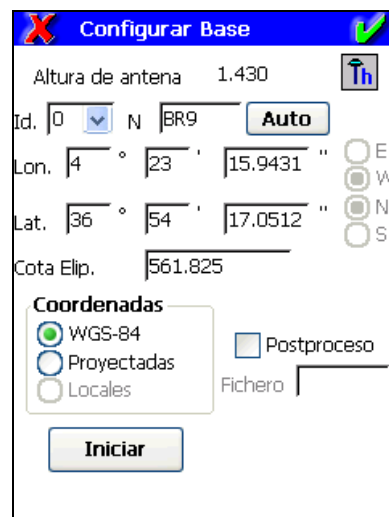 Configurar Base
Altura de antena 1.430 Th
Id. 0 N BR9 Auto
Lon. 4 ° 23 ' 15.9431 " E
W
Lat. 36 ° 54 ' 17.0512 " N
S
Cota Elip. 561.825
Coordenadas
WGS-84
Proyectadas
Locales
Postproceso
Fichero
Iniciar